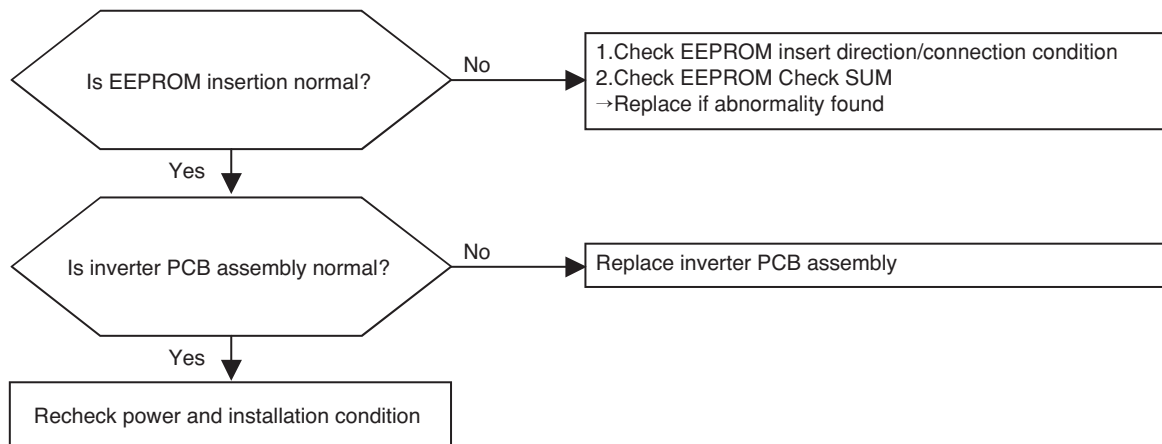 Is EEPROM insertion normal?
No
1.Check EEPROM insert direction/connection condition
2.Check EEPROM Check SUM
→Replace if abnormality found
Yes
Is inverter PCB assembly normal?
No
Replace inverter PCB assembly
Yes
Recheck power and installation condition